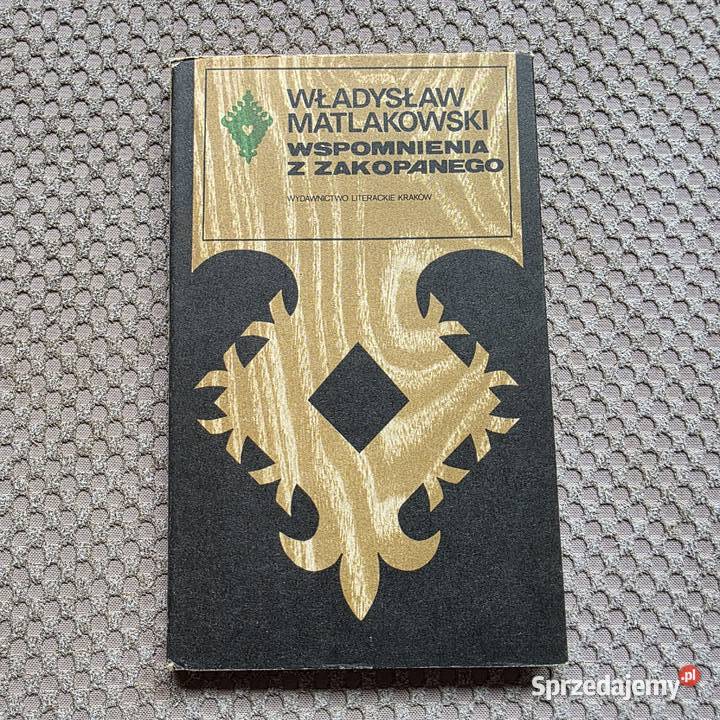 WŁADYSŁAW
MATLAKOWSKI
WSPOMNIENIA
Z ZAKOPANEGO
WYDAWNICTWO LITERACKIE KRAKÓW
Sprzedajemy.pl